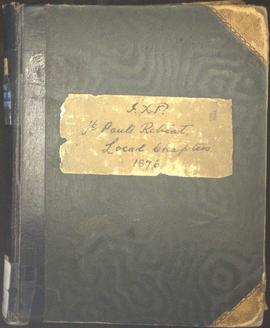 I.X.P.
St Pauls Retreat,
Local Chapters
1876